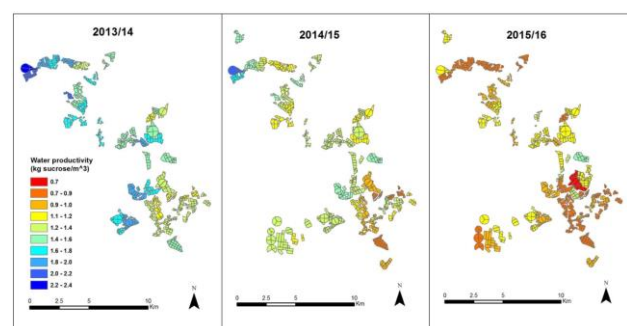 2013/14
2014/15
2015/16
Water productivity
(kg sucrose/m^3)
0.7
0.7 - 0.9
0.9 - 1.0
1.1 - 1.2
1.2 - 1.4
1.4 - 1.6
1.6 - 1.8
1.8 - 2.0
2.0 - 2.2
2.2 - 2.4
N
0 2.5 5 10
Km
N
0 2.5 5 10
Km
N
0 2.5 5 10
Km